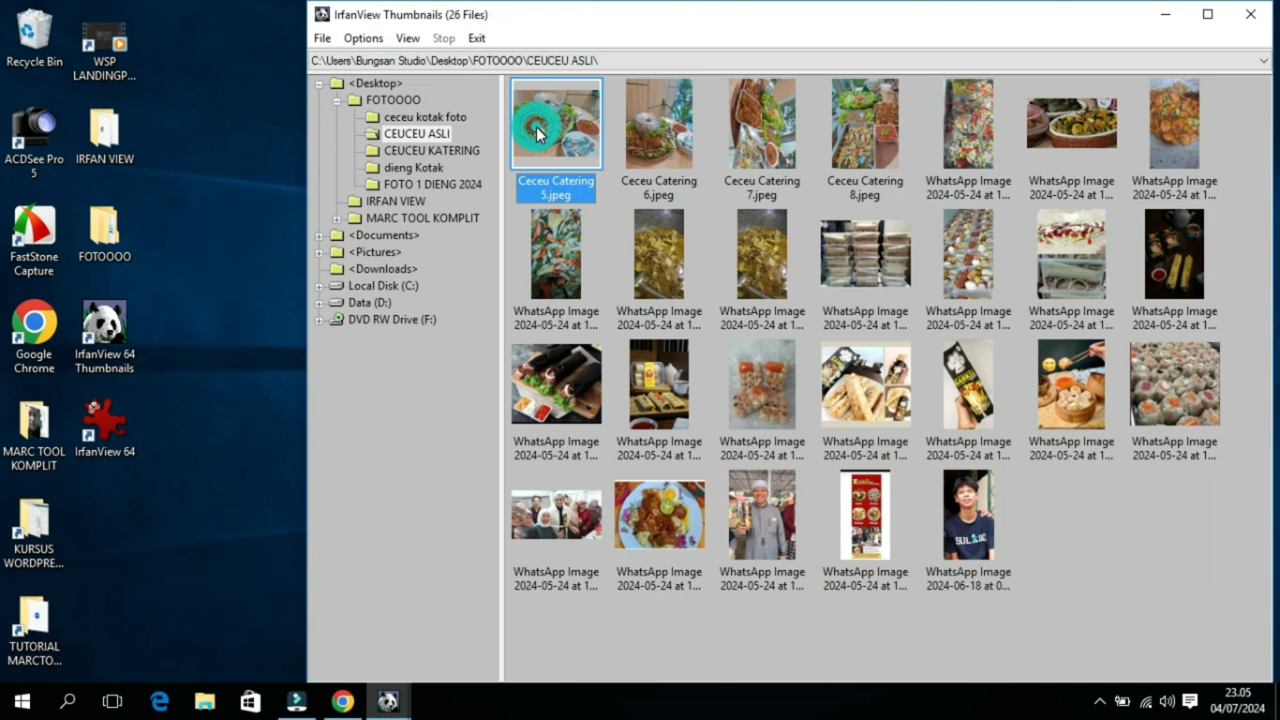 Recycle Bin
WSP
LANDINGP...
ACDSee Pro
5
IRFAN VIEW
FastStone
Capture
FOTOOOO
Google
Chrome
IrfanView 64
Thumbnails
MARC TOOL
KOMPLIT
IrfanView 64
KURSUS
WORDPRE...
TUTORIAL
MARCTO...
IrfanView Thumbnails (26 Files)
File Options View Stop Exit
C:\Users\Bungsan Studio\Desktop\FOTOOOO\CEUCEU ASLI\
<Desktop>
FOTOOOO
ceceu kotak foto
CEUCEU ASLI
CEUCEU KATERING
dieng Kotak
FOTO 1 DIENG 2024
IRFAN VIEW
MARC TOOL KOMPLIT
<Documents>
<Pictures>
<Downloads>
Local Disk (C:)
Data (D:)
DVD RW Drive (F:)
Ceceu Catering
5.jpeg
Ceceu Catering
6.jpeg
Ceceu Catering
7.jpeg
Ceceu Catering
8.jpeg
WhatsApp Image
2024-05-24 at 1...
WhatsApp Image
2024-05-24 at 1...
WhatsApp Image
2024-05-24 at 1...
WhatsApp Image
2024-05-24 at 1...
WhatsApp Image
2024-05-24 at 1...
WhatsApp Image
2024-05-24 at 1...
WhatsApp Image
2024-05-24 at 1...
WhatsApp Image
2024-05-24 at 1...
WhatsApp Image
2024-05-24 at 1...
WhatsApp Image
2024-05-24 at 1...
WhatsApp Image
2024-05-24 at 1...
WhatsApp Image
2024-05-24 at 1...
WhatsApp Image
2024-05-24 at 1...
WhatsApp Image
2024-05-24 at 1...
WhatsApp Image
2024-05-24 at 1...
WhatsApp Image
2024-05-24 at 1...
WhatsApp Image
2024-05-24 at 1...
WhatsApp Image
2024-05-24 at 1...
WhatsApp Image
2024-05-24 at 1...
WhatsApp Image
2024-05-24 at 1...
WhatsApp Image
2024-05-24 at 1...
WhatsApp Image
2024-06-18 at 0...
23.05
04/07/2024